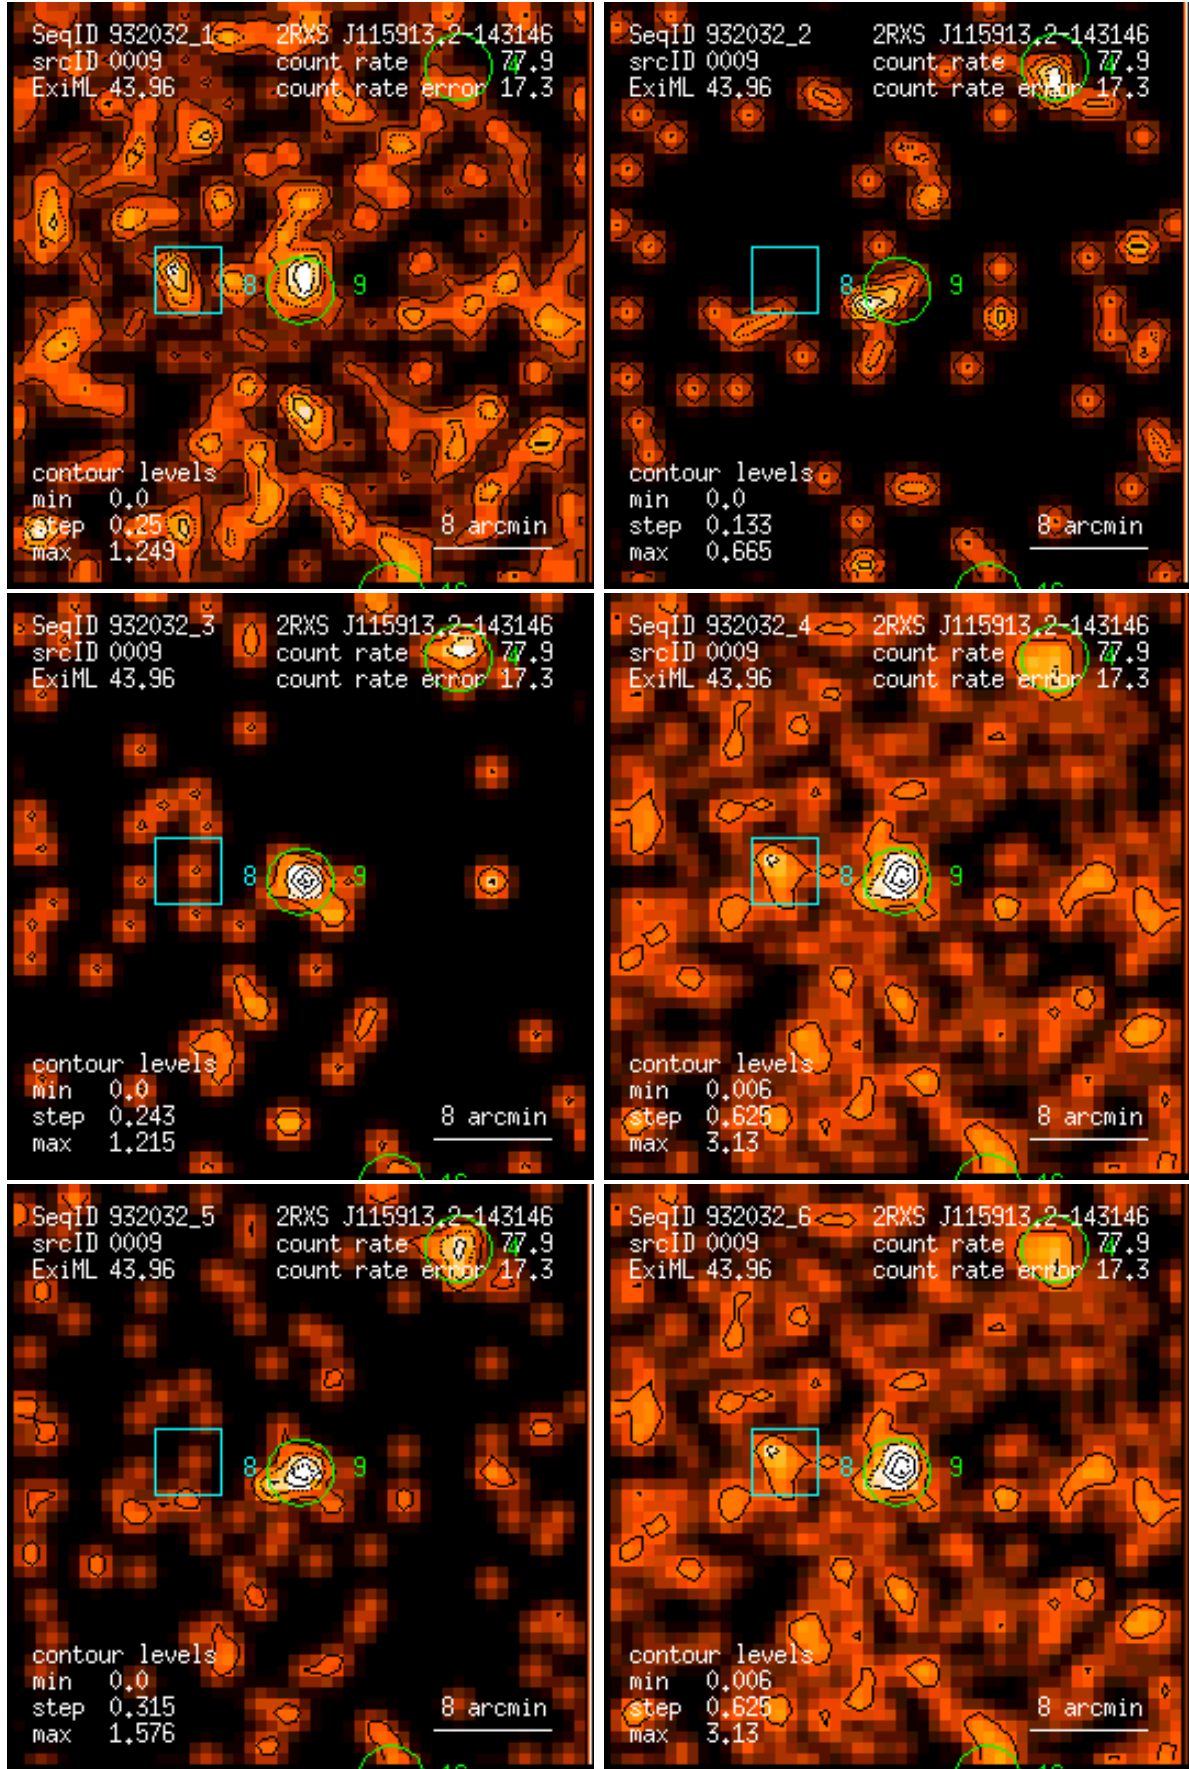 SeqID 932032_1 2RXS J115913.2-143146
srcID 0009 count rate 77.9
ExiML 43.96 count rate error 17.3
4
8 9
contour levels
min 0.0
step 0.25
max 1.249
8 arcmin
SeqID 932032_2 2RXS J115913.2-143146
srcID 0009 count rate 77.9
ExiML 43.96 count rate error 17.3
4
8 9
contour levels
min 0.0
step 0.133
max 0.665
8 arcmin
SeqID 932032_3 2RXS J115913.2-143146
srcID 0009 count rate 77.9
ExiML 43.96 count rate error 17.3
4
8 9
contour levels
min 0.0
step 0.243
max 1.215
8 arcmin
SeqID 932032_4 2RXS J115913.2-143146
srcID 0009 count rate 77.9
ExiML 43.96 count rate error 17.3
4
8 9
contour levels
min 0.006
step 0.625
max 3.13
8 arcmin
SeqID 932032_5 2RXS J115913.2-143146
srcID 0009 count rate 77.9
ExiML 43.96 count rate error 17.3
4
8 9
contour levels
min 0.0
step 0.315
max 1.576
8 arcmin
SeqID 932032_6 2RXS J115913.2-143146
srcID 0009 count rate 77.9
ExiML 43.96 count rate error 17.3
4
8 9
contour levels
min 0.006
step 0.625
max 3.13
8 arcmin